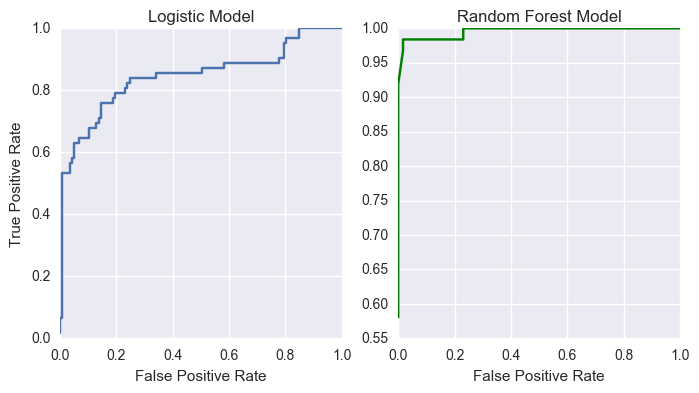 Logistic Model
Random Forest Model
True Positive Rate
1.0
0.8
0.6
0.4
0.2
0.0
0.0 0.2 0.4 0.6 0.8 1.0
False Positive Rate
1.00
0.95
0.90
0.85
0.80
0.75
0.70
0.65
0.60
0.55
0.0 0.2 0.4 0.6 0.8 1.0
False Positive Rate